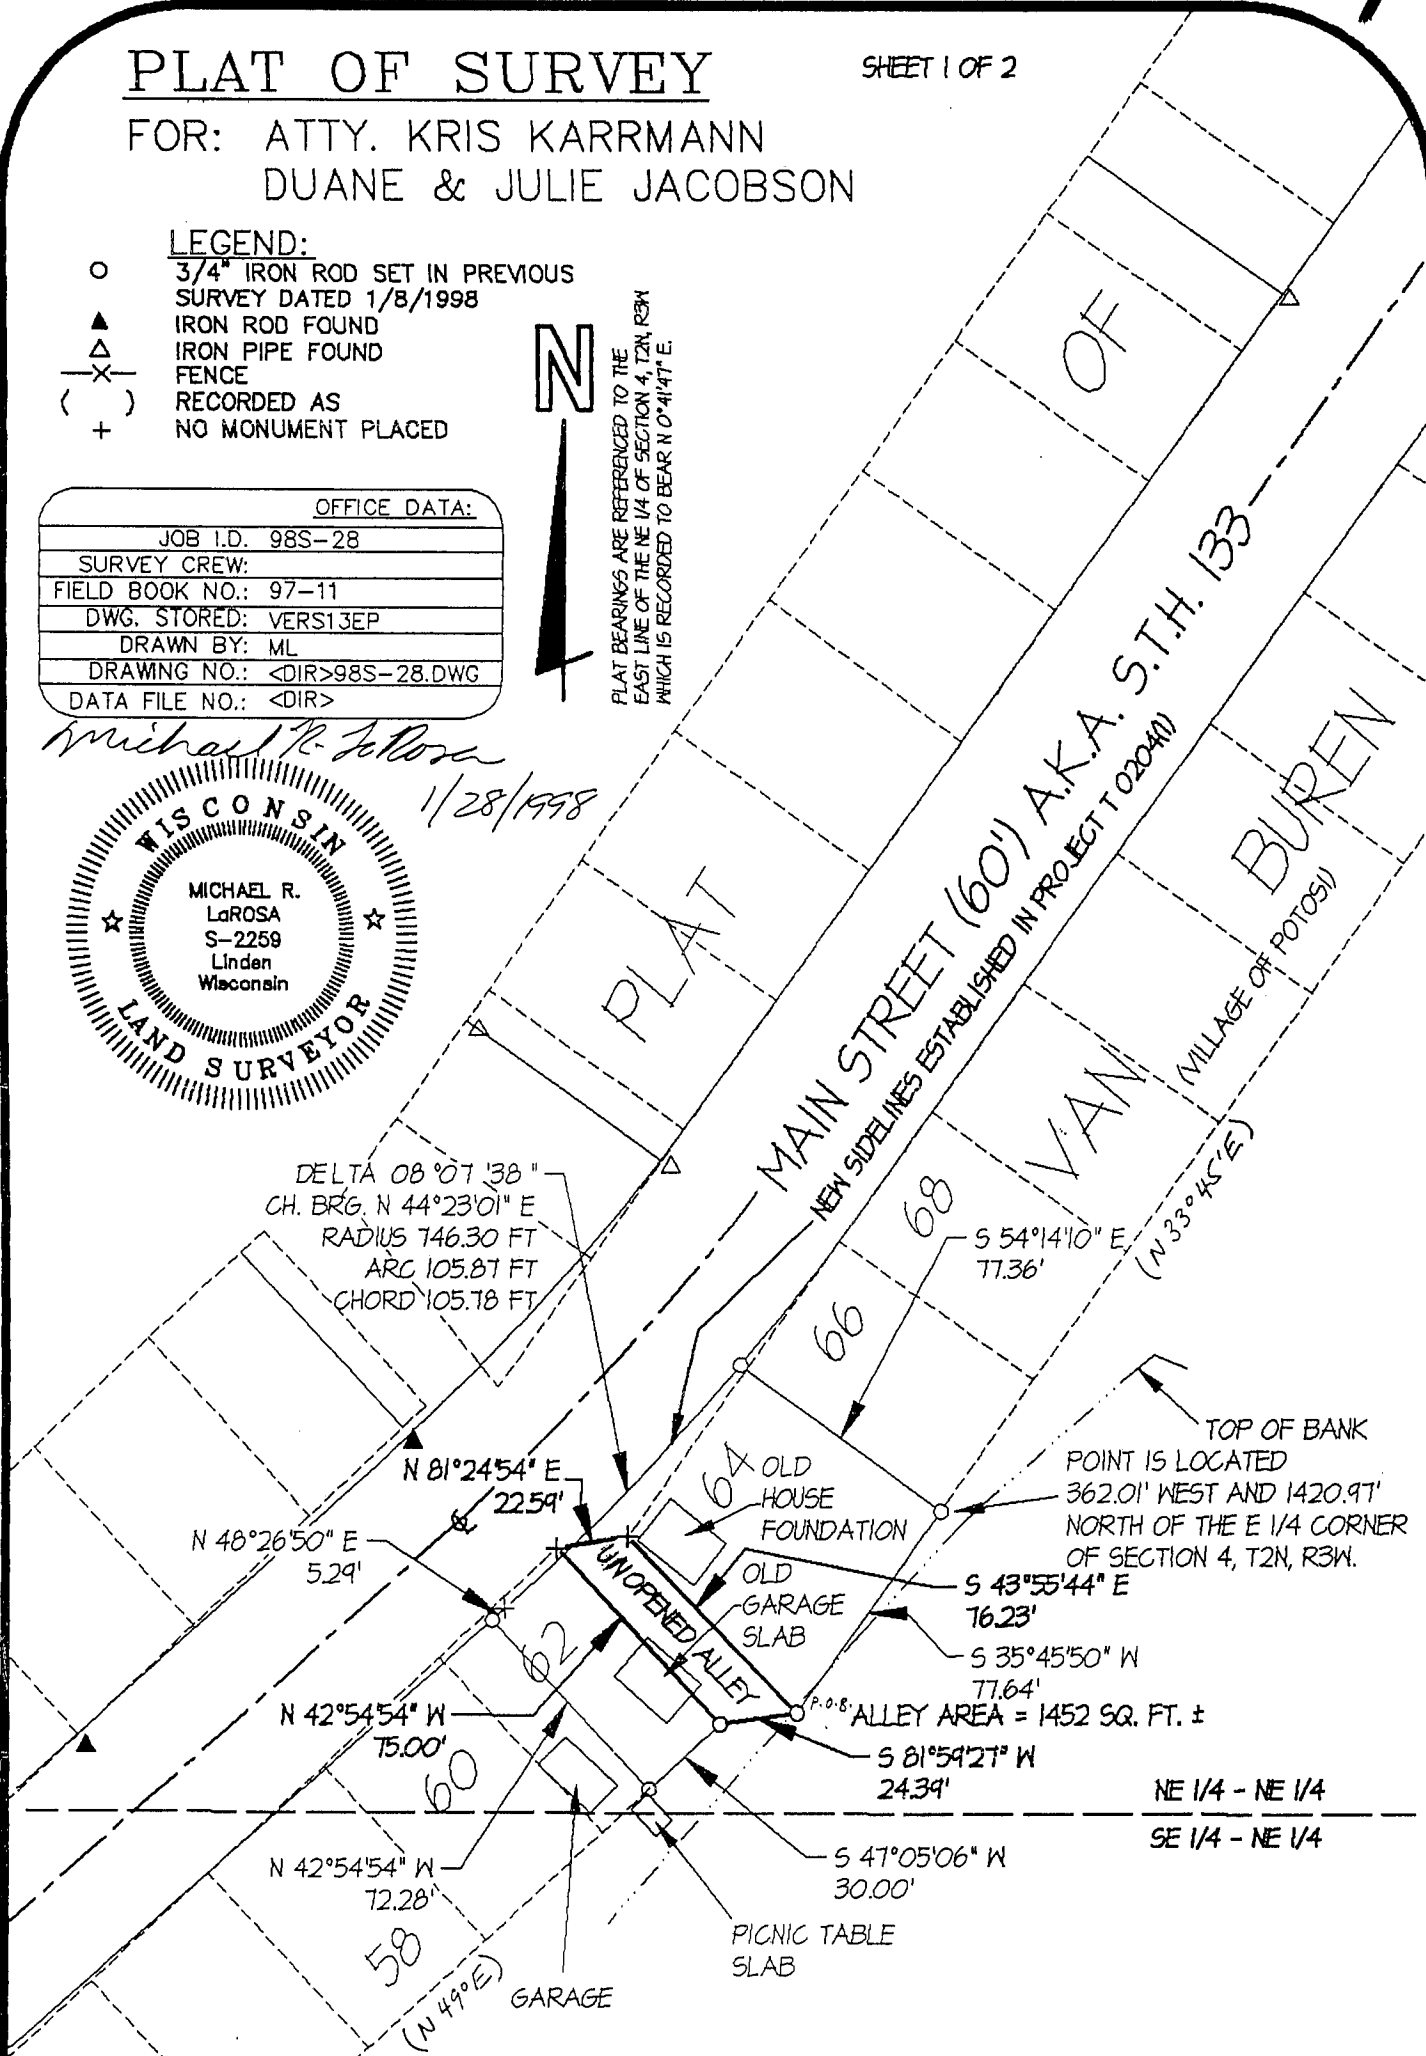 PLAT OF SURVEY
SHEET 1 OF 2
FOR: ATTY. KRIS KARRMANN
DUANE & JULIE JACOBSON
LEGEND:
3/4" IRON ROD SET IN PREVIOUS
SURVEY DATED 1/8/1998
IRON ROD FOUND
IRON PIPE FOUND
FENCE
( ) RECORDED AS
+ NO MONUMENT PLACED
N
PLAT BEARINGS ARE REFERENCED TO THE
EAST LINE OF THE NE 1/4 OF SECTION 4, T2N, R3W
WHICH IS RECORDED TO BEAR N 0°41'47" E.
OFFICE DATA:
JOB I.D. 98S-28
SURVEY CREW:
FIELD BOOK NO.: 97-11
DWG. STORED: VERS13EP
DRAWN BY: ML
DRAWING NO.: <DIR>98S-28.DWG
DATA FILE NO.: <DIR>
Michael R. LaRosa
1/28/1998
WISCONSIN
MICHAEL R.
LaROSA
S-2259
Linden
Wisconsin
LAND SURVEYOR
PLAT
OF
VAN
BUREN
(VILLAGE OF POTOSI)
MAIN STREET (60') A.K.A. S.T.H. 133
NEW SIDELINES ESTABLISHED IN PROJECT T 0204(1)
(N 33°45'E)
DELTA 08°07'38"
CH. BRG. N 44°23'01" E
RADIUS 746.30 FT
ARC 105.87 FT
CHORD 105.78 FT
68
66
64
S 54°14'10" E
77.36'
TOP OF BANK
POINT IS LOCATED
362.01' WEST AND 1420.97'
NORTH OF THE E 1/4 CORNER
OF SECTION 4, T2N, R3W.
N 81°24'54" E
22.59'
OLD
HOUSE
FOUNDATION
N 48°26'50" E
5.29'
UNOPENED ALLEY
OLD
GARAGE
SLAB
S 43°55'44" E
76.23'
S 35°45'50" W
77.64'
62
N 42°54'54" W
75.00'
P.O.B.
ALLEY AREA = 1452 SQ. FT. ±
S 81°59'27" W
24.39'
60
NE 1/4 - NE 1/4
SE 1/4 - NE 1/4
N 42°54'54" W
72.28'
S 47°05'06" W
30.00'
58
PICNIC TABLE
SLAB
GARAGE
(N 49°E)